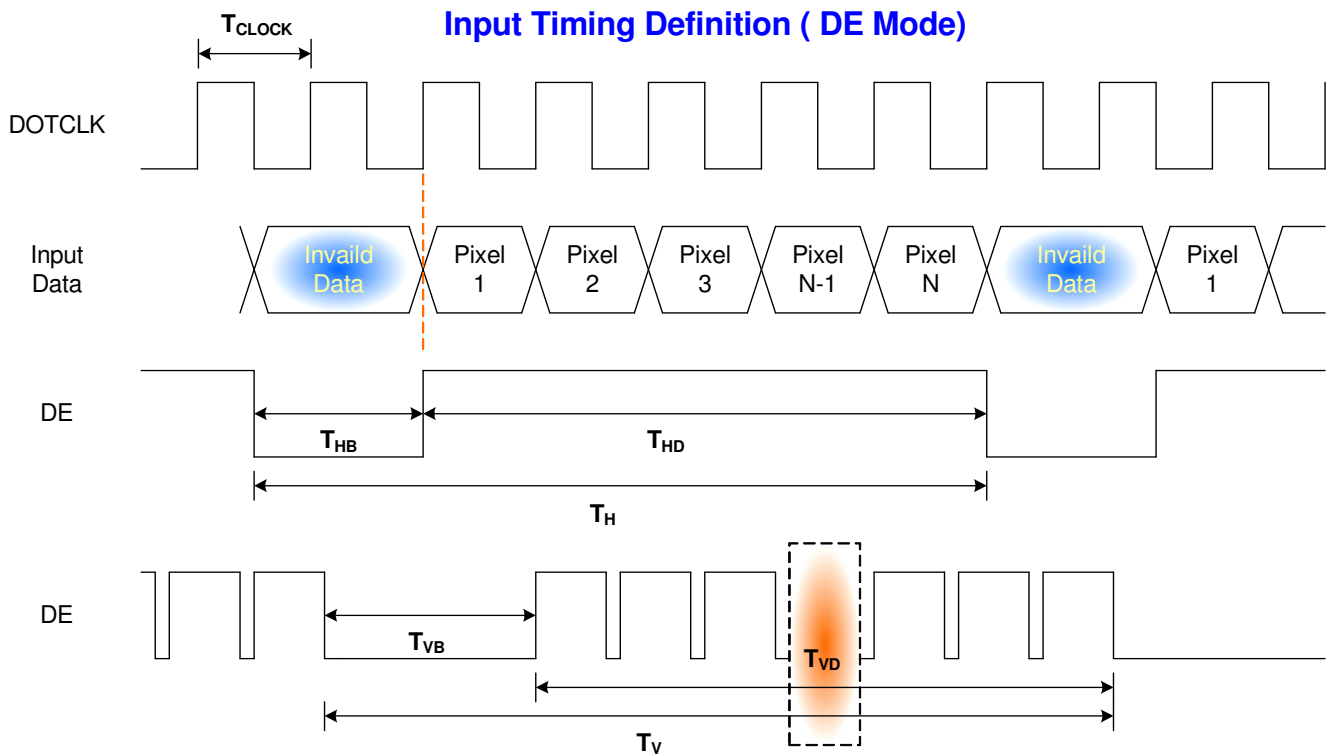 Input Timing Definition ( DE Mode)
TCLOCK
DOTCLK
Input
Data
Invaild
Data
Pixel
1
Pixel
2
Pixel
3
Pixel
N-1
Pixel
N
Invaild
Data
Pixel
1
DE
THB
THD
TH
DE
TVB
TVD
TV